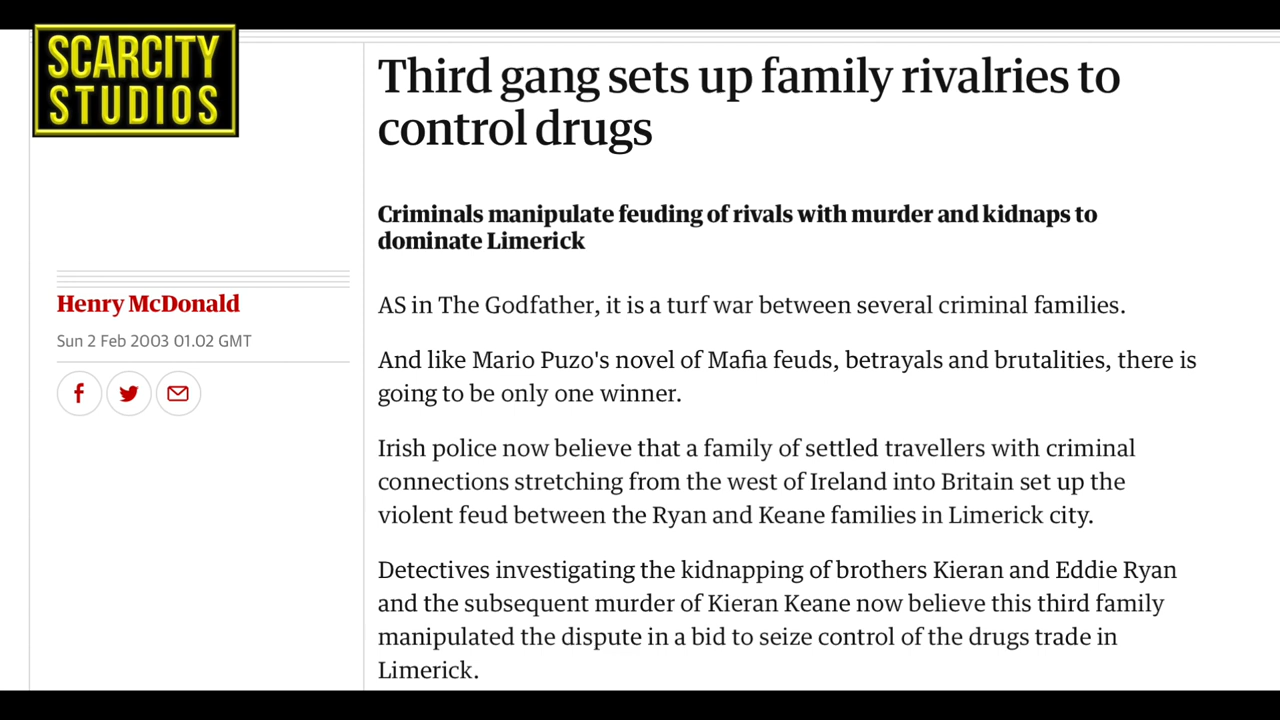 SCARCITY
STUDIOS
Third gang sets up family rivalries to
control drugs
Criminals manipulate feuding of rivals with murder and kidnaps to
dominate Limerick
Henry McDonald
Sun 2 Feb 2003 01.02 GMT
AS in The Godfather, it is a turf war between several criminal families.
And like Mario Puzo's novel of Mafia feuds, betrayals and brutalities, there is
going to be only one winner.
Irish police now believe that a family of settled travellers with criminal
connections stretching from the west of Ireland into Britain set up the
violent feud between the Ryan and Keane families in Limerick city.
Detectives investigating the kidnapping of brothers Kieran and Eddie Ryan
and the subsequent murder of Kieran Keane now believe this third family
manipulated the dispute in a bid to seize control of the drugs trade in
Limerick.